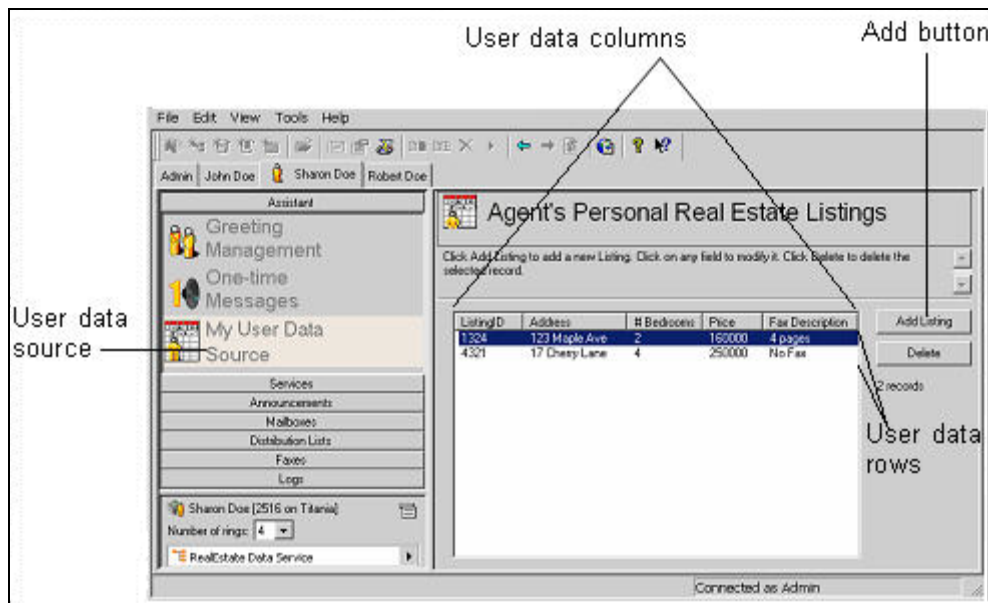 User data columns
Add button
File Edit View Tools Help
Admin John Doe Sharon Doe Robert Doe
Assistant
Greeting
Management
One-time
Messages
My User Data
Source
Services
Announcements
Mailboxes
Distribution Lists
Faxes
Logs
Sharon Doe [2516 on Titania]
Number of rings: 4
RealEstate Data Service
User data
source
Agent's Personal Real Estate Listings
Click Add Listing to add a new Listing. Click on any field to modify it. Click Delete to delete the
selected record.
ListingID Address # Bedrooms Price Fax Description
1324 123 Maple Ave 2 160000 4 pages
4321 17 Cherry Lane 4 250000 No Fax
Add Listing
Delete
2 records
User data
rows
Connected as Admin